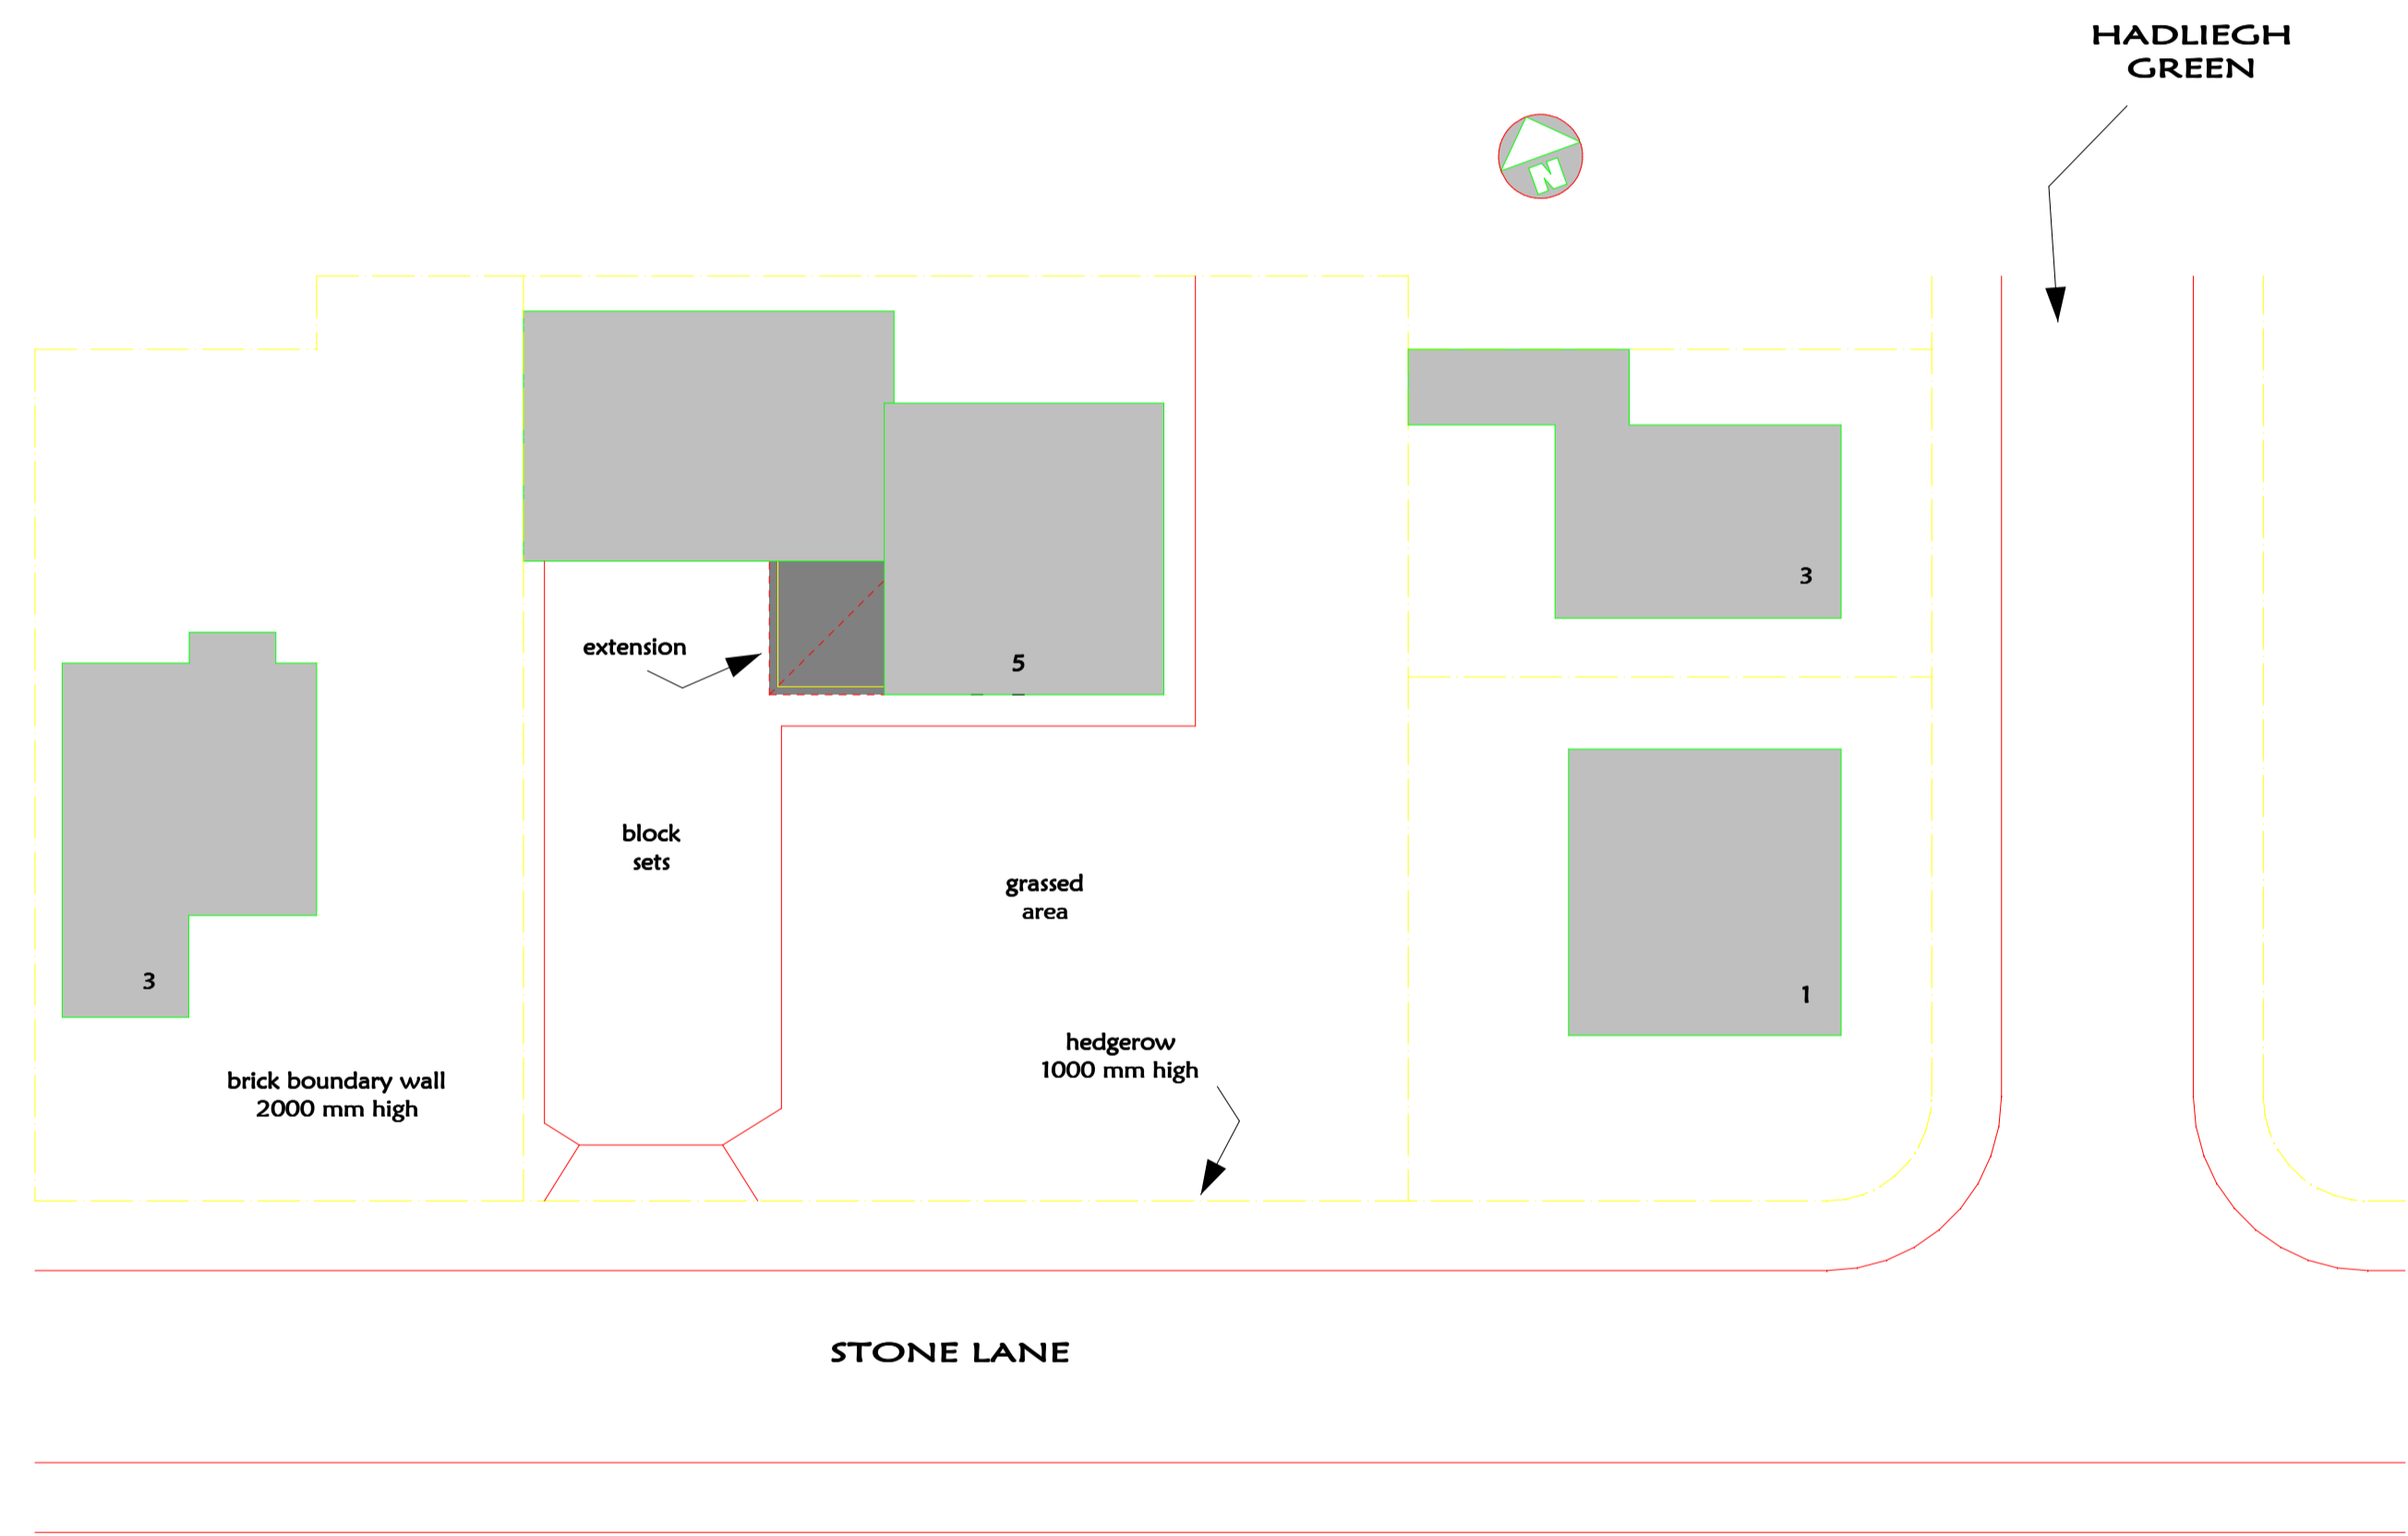 HADLIEGH
GREEN
N
3
extension
5
block
sets
grassed
area
3
hedgerow
1000 mm high
1
brick boundary wall
2000 mm high
STONE LANE